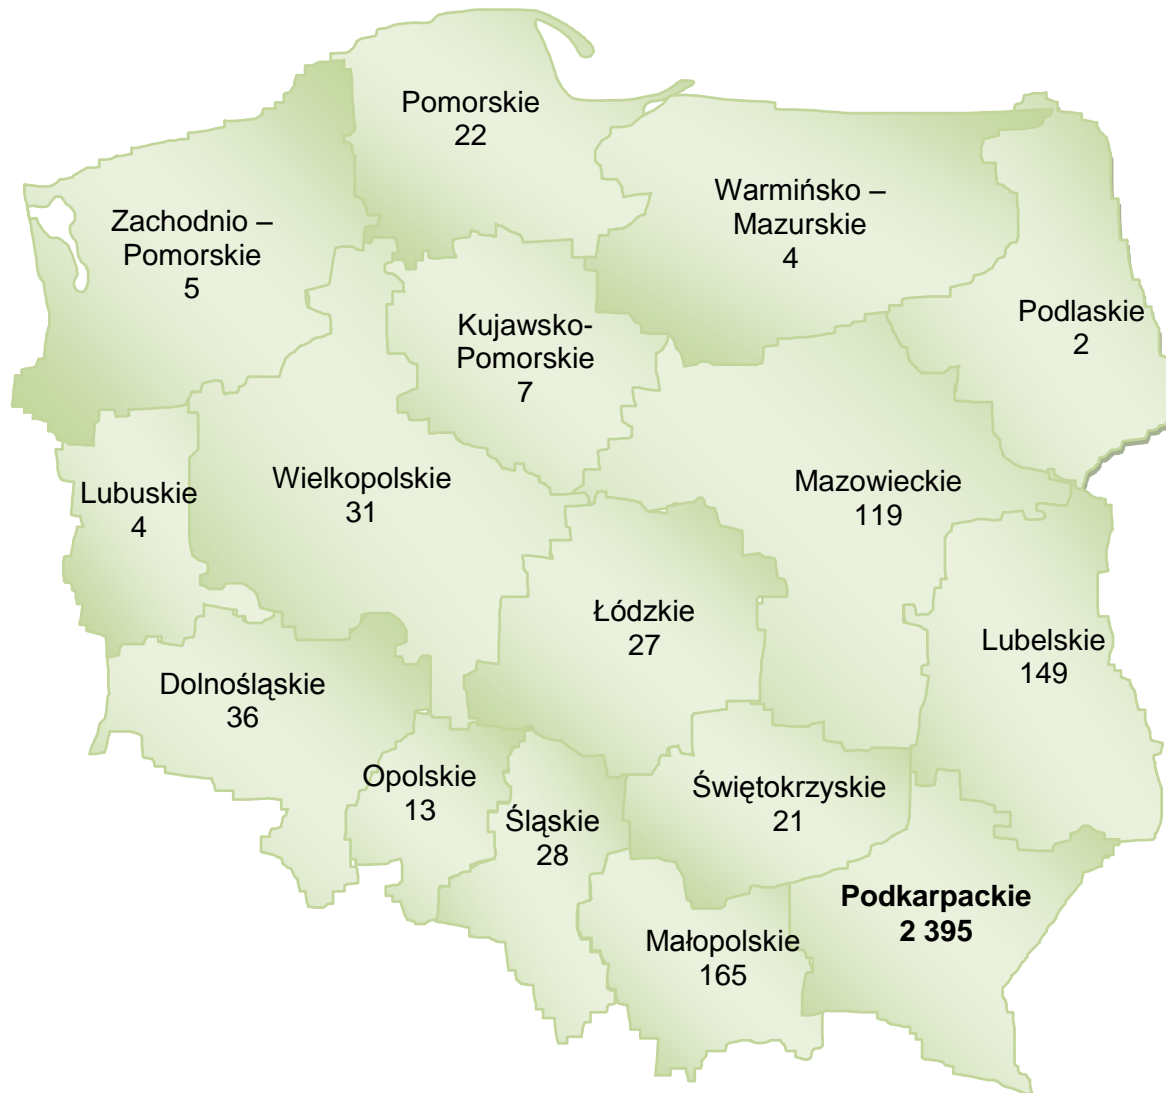 Pomorskie
22
Warmińsko –
Mazurskie
4
Zachodnio –
Pomorskie
5
Podlaskie
2
Kujawsko-
Pomorskie
7
Lubuskie
4
Wielkopolskie
31
Mazowieckie
119
Łódzkie
27
Lubelskie
149
Dolnośląskie
36
Opolskie
13
Śląskie
28
Świętokrzyskie
21
Podkarpackie
2 395
Małopolskie
165